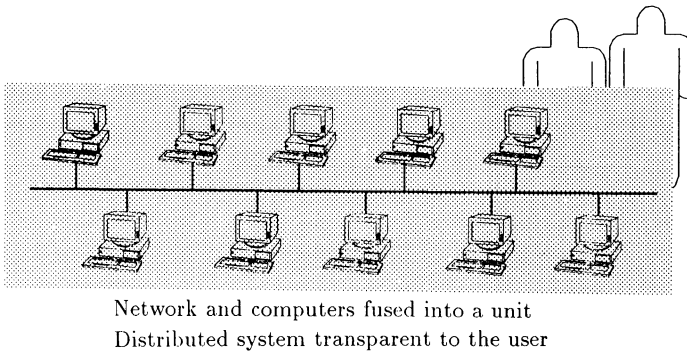 Network and computers fused into a unit
Distributed system transparent to the user